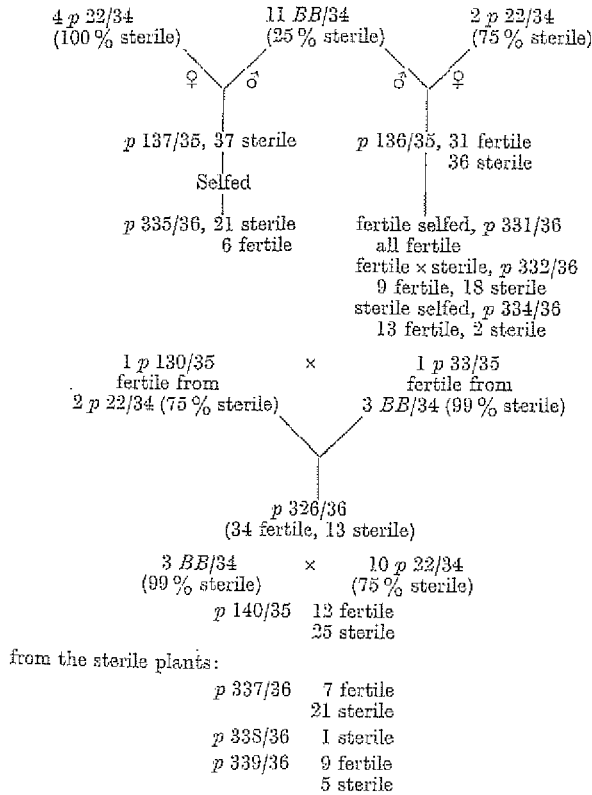 4 p 22/34 11 BB/34 2 p 22/34
(100 % sterile) (25 % sterile) (75 % sterile)
♀ ♂ ♂ ♀
p 137/35, 37 sterile p 136/35, 31 fertile
36 sterile
Selfed
p 335/36, 21 sterile fertile selfed, p 331/36
6 fertile all fertile
fertile × sterile, p 332/36
9 fertile, 18 sterile
sterile selfed, p 334/36
13 fertile, 2 sterile
1 p 130/35 × 1 p 33/35
fertile from fertile from
2 p 22/34 (75 % sterile) 3 BB/34 (99 % sterile)
p 326/36
(34 fertile, 13 sterile)
3 BB/34 × 10 p 22/34
(99 % sterile) (75 % sterile)
p 140/35 12 fertile
25 sterile
from the sterile plants:
p 337/36 7 fertile
21 sterile
p 338/36 1 sterile
p 339/36 9 fertile
5 sterile